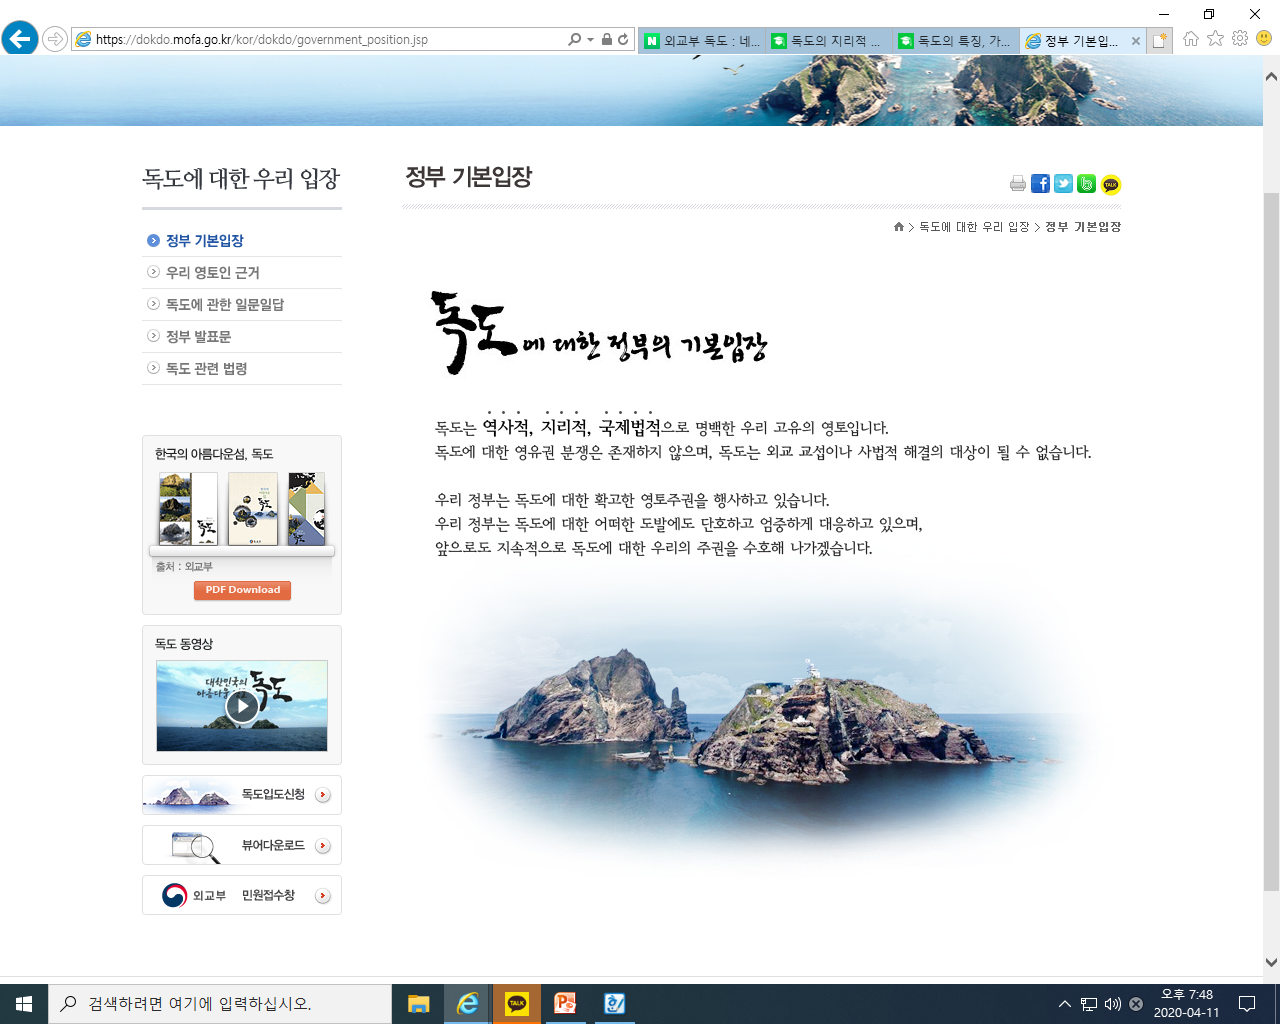 https://dokdo.mofa.go.kr/kor/dokdo/government_position.jsp
외교부 독도 : 네...
독도의 지리적 ...
독도의 특징, 가...
정부 기본입...
독도에 대한 우리 입장
정부 기본입장
우리 영토인 근거
독도에 관한 일문일답
정부 발표문
독도 관련 법령
한국의 아름다운섬, 독도
독도
독도
독도
출처 : 외교부
PDF Download
독도 동영상
대한민국의
아름다운
독도
독도입도신청
뷰어다운로드
외교부 민원접수창
정부 기본입장
TALK
독도에 대한 우리 입장 > 정부 기본입장
독도에 대한 정부의 기본입장
독도는 역사적, 지리적, 국제법적으로 명백한 우리 고유의 영토입니다.
독도에 대한 영유권 분쟁은 존재하지 않으며, 독도는 외교 교섭이나 사법적 해결의 대상이 될 수 없습니다.
우리 정부는 독도에 대한 확고한 영토주권을 행사하고 있습니다.
우리 정부는 독도에 대한 어떠한 도발에도 단호하고 엄중하게 대응하고 있으며,
앞으로도 지속적으로 독도에 대한 우리의 주권을 수호해 나가겠습니다.
검색하려면 여기에 입력하십시오.
TALK
오후 7:48
2020-04-11